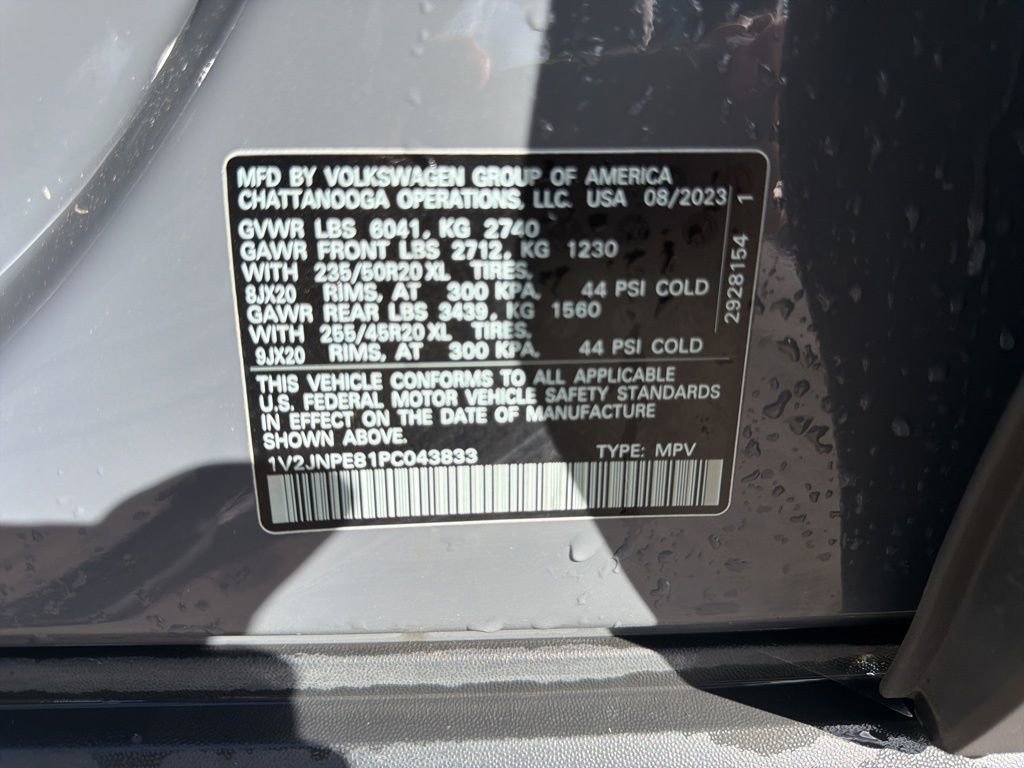 MFD BY VOLKSWAGEN GROUP OF AMERICA
CHATTANOOGA OPERATIONS, LLC. USA 08/2023
GVWR LBS 6041, KG 2740
GAWR FRONT LBS 2712, KG 1230
WITH 235/50R20 XL TIRES,
8JX20 RIMS, AT 300 KPA, 44 PSI COLD
GAWR REAR LBS 3439, KG 1560
WITH 255/45R20 XL TIRES,
9JX20 RIMS, AT 300 KPA, 44 PSI COLD
THIS VEHICLE CONFORMS TO ALL APPLICABLE
U.S. FEDERAL MOTOR VEHICLE SAFETY STANDARDS
IN EFFECT ON THE DATE OF MANUFACTURE
SHOWN ABOVE.
1V2JNPE81PC043833 TYPE: MPV
2928154 1